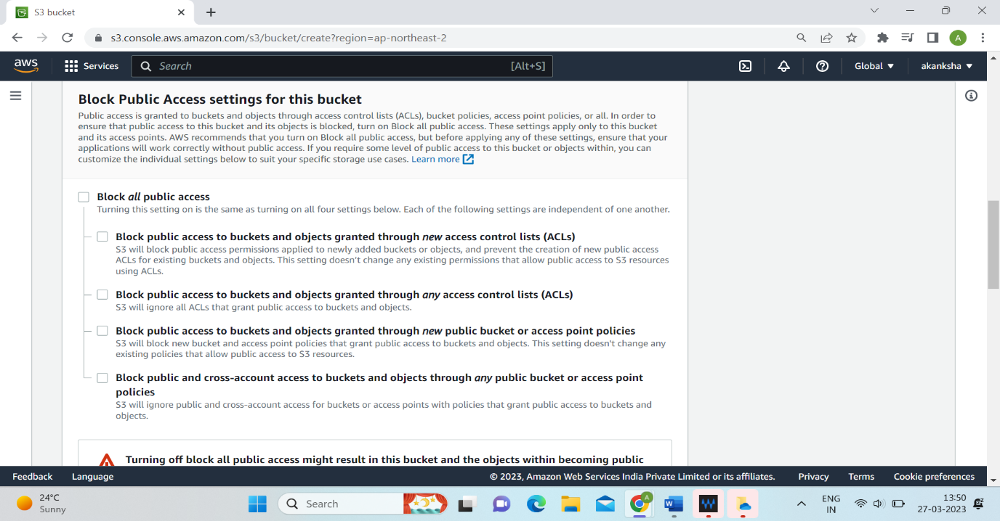 S3 bucket
s3.console.aws.amazon.com/s3/bucket/create?region=ap-northeast-2
A
aws
Services
Search
[Alt+S]
Global
akanksha
Block Public Access settings for this bucket
Public access is granted to buckets and objects through access control lists (ACLs), bucket policies, access point policies, or all. In order to
ensure that public access to this bucket and its objects is blocked, turn on Block all public access. These settings apply only to this bucket
and its access points. AWS recommends that you turn on Block all public access, but before applying any of these settings, ensure that your
applications will work correctly without public access. If you require some level of public access to this bucket or objects within, you can
customize the individual settings below to suit your specific storage use cases. Learn more
Block all public access
Turning this setting on is the same as turning on all four settings below. Each of the following settings are independent of one another.
Block public access to buckets and objects granted through new access control lists (ACLs)
S3 will block public access permissions applied to newly added buckets or objects, and prevent the creation of new public access
ACLs for existing buckets and objects. This setting doesn't change any existing permissions that allow public access to S3 resources
using ACLs.
Block public access to buckets and objects granted through any access control lists (ACLs)
S3 will ignore all ACLs that grant public access to buckets and objects.
Block public access to buckets and objects granted through new public bucket or access point policies
S3 will block new bucket and access point policies that grant public access to buckets and objects. This setting doesn't change any
existing policies that allow public access to S3 resources.
Block public and cross-account access to buckets and objects through any public bucket or access point
policies
S3 will ignore public and cross-account access for buckets or access points with policies that grant public access to buckets and
objects.
Turning off block all public access might result in this bucket and the objects within becoming public
Feedback
Language
© 2023, Amazon Web Services India Private Limited or its affiliates.
Privacy
Terms
Cookie preferences
24°C
Sunny
Search
A
ENG
IN
13:50
27-03-2023